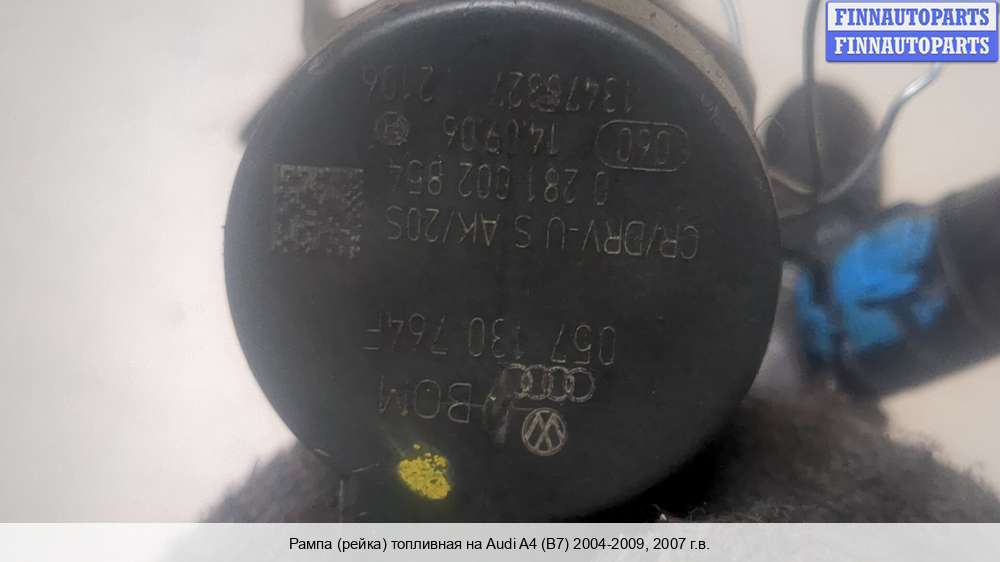 FINNAUTOPARTS
FINNAUTOPARTS
BOM
057 130 764F
CR/DRV-U S AK/20S
0 281 002 854
060 14.09.06
2106
Рампа (рейка) топливная на Audi A4 (B7) 2004-2009, 2007 г.в.